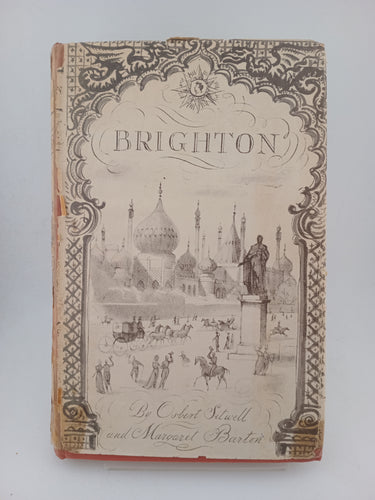 BRIGHTON
By Osbert Sitwell
and Margaret Barton